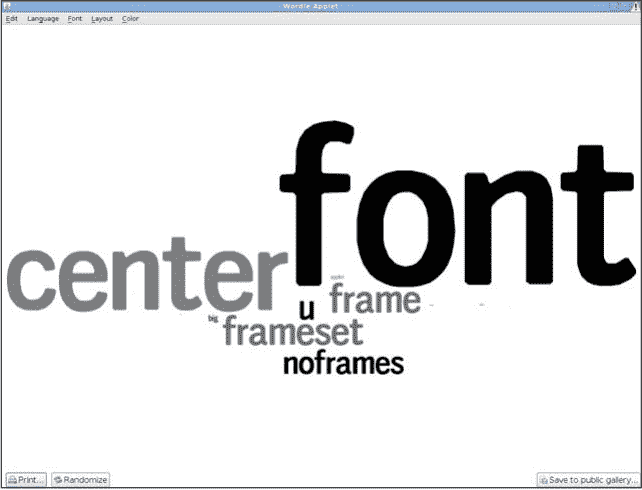 Wordle Applet
Edit Language Font Layout Color
font
center
applet
u frame
big frameset
noframes
Print... Randomize Save to public gallery...